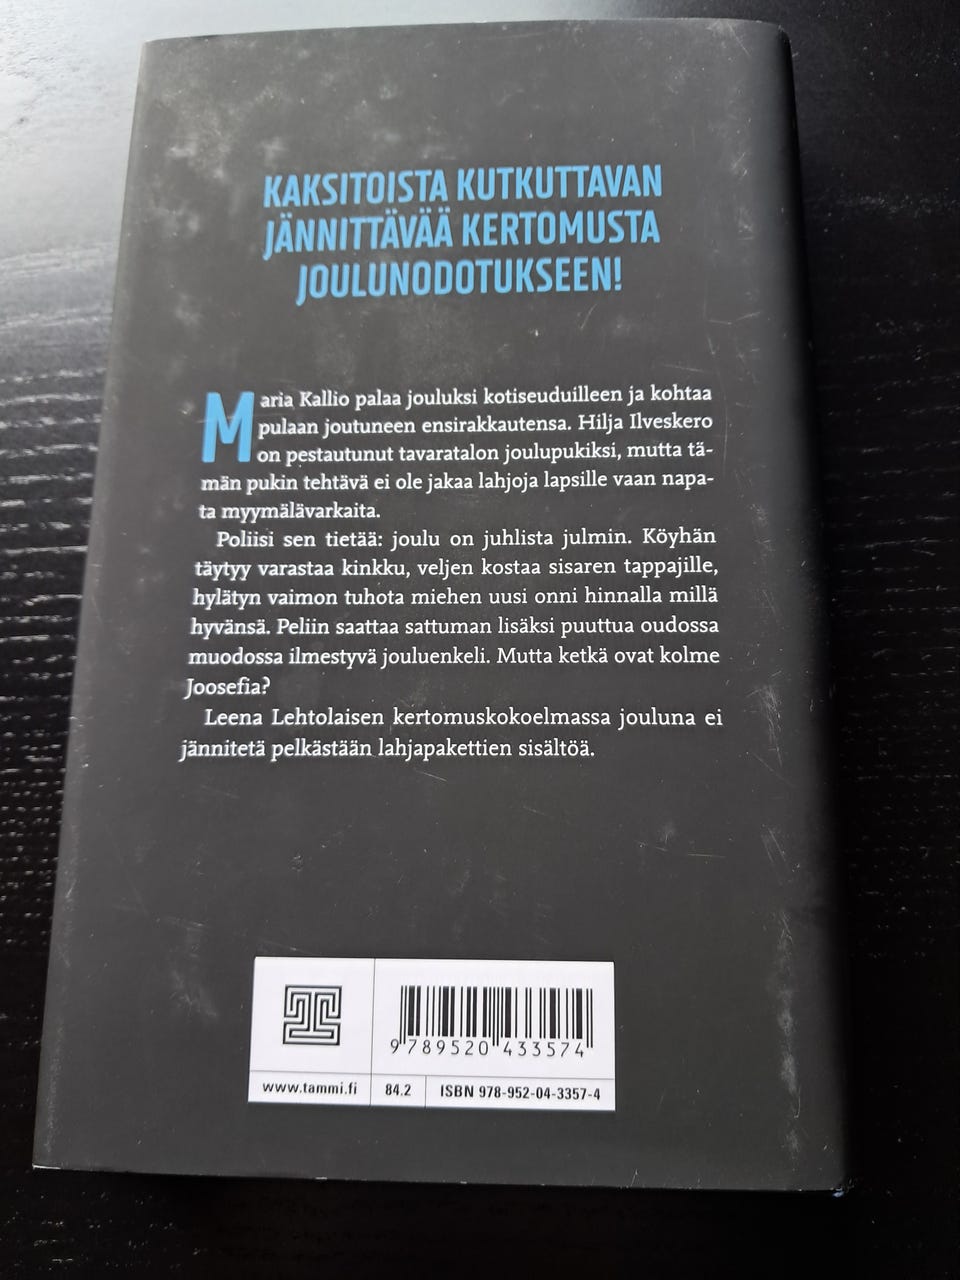 KAKSITOISTA KUTKUTTAVAN
JÄNNITTÄVÄÄ KERTOMUSTA
JOULUNODOTUKSEEN!
Maria Kallio palaa jouluksi kotiseuduilleen ja kohtaa
pulaan joutuneen ensirakkautensa. Hilja Ilveskero
on pestautunut tavaratalon joulupukiksi, mutta tä-
män pukin tehtävä ei ole jakaa lahjoja lapsille vaan napa-
ta myymälävarkaita.
Poliisi sen tietää: joulu on juhlista julmin. Köyhän
täytyy varastaa kinkku, veljen kostaa sisaren tappajille,
hylätyn vaimon tuhota miehen uusi onni hinnalla millä
hyvänsä. Peliin saattaa sattuman lisäksi puuttua oudossa
muodossa ilmestyvä jouluenkeli. Mutta ketkä ovat kolme
Joosefia?
Leena Lehtolaisen kertomuskokoelmassa jouluna ei
jännitetä pelkästään lahjapakettien sisältöä.
9 789520 433574
www.tammi.fi 84.2 ISBN 978-952-04-3357-4